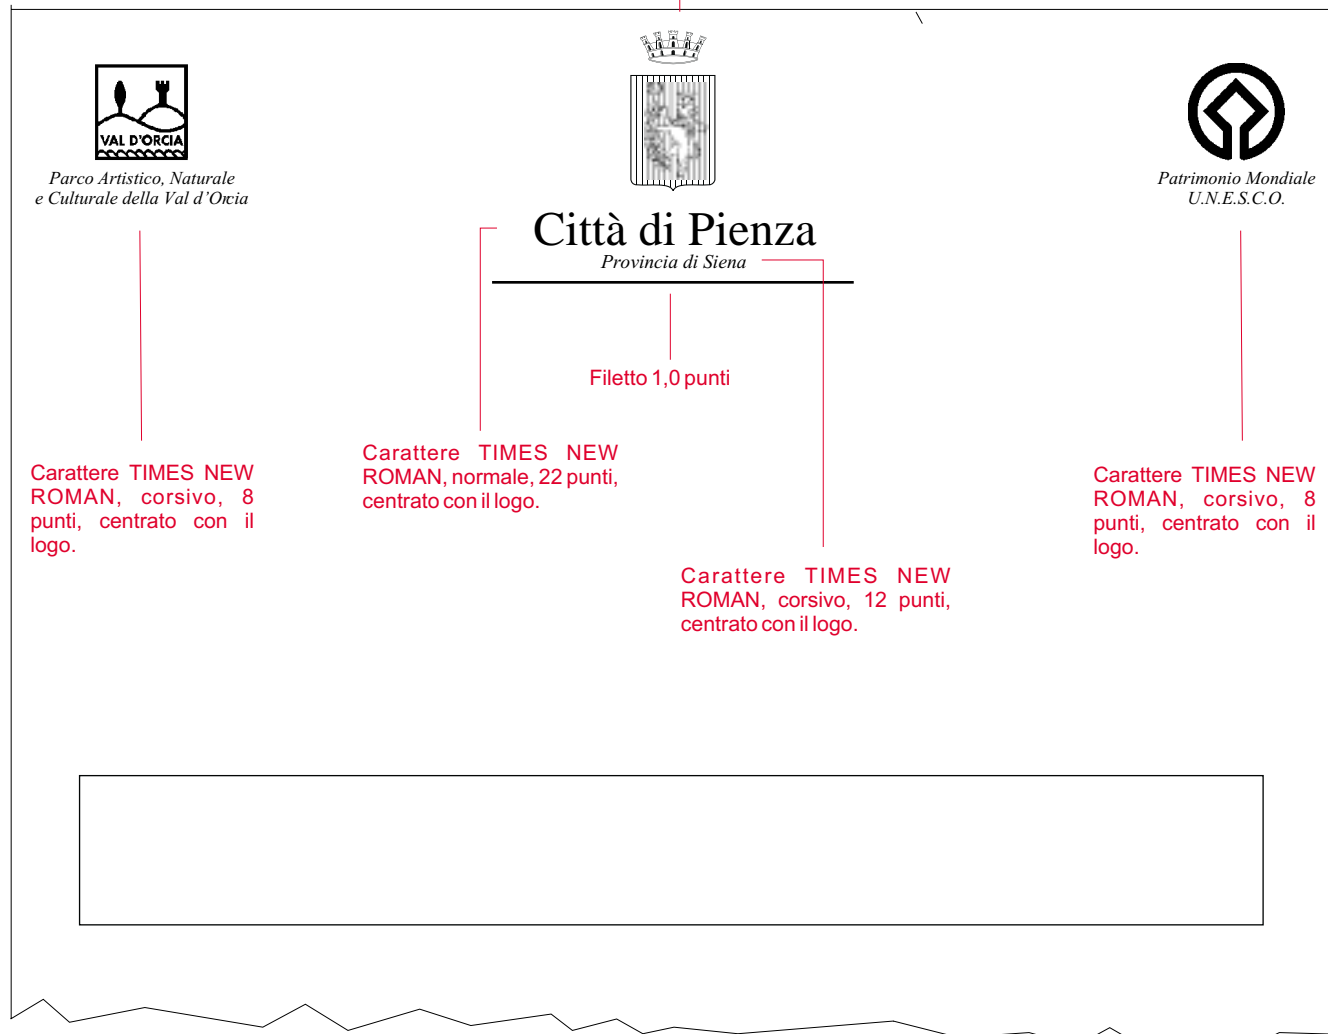 VAL D'ORCIA
Parco Artistico, Naturale
e Culturale della Val d'Orcia
Città di Pienza
Provincia di Siena
Patrimonio Mondiale
U.N.E.S.C.O.
Filetto 1,0 punti
Carattere TIMES NEW
ROMAN, corsivo, 8
punti, centrato con il
logo.
Carattere TIMES NEW
ROMAN, normale, 22 punti,
centrato con il logo.
Carattere TIMES NEW
ROMAN, corsivo, 12 punti,
centrato con il logo.
Carattere TIMES NEW
ROMAN, corsivo, 8
punti, centrato con il
logo.